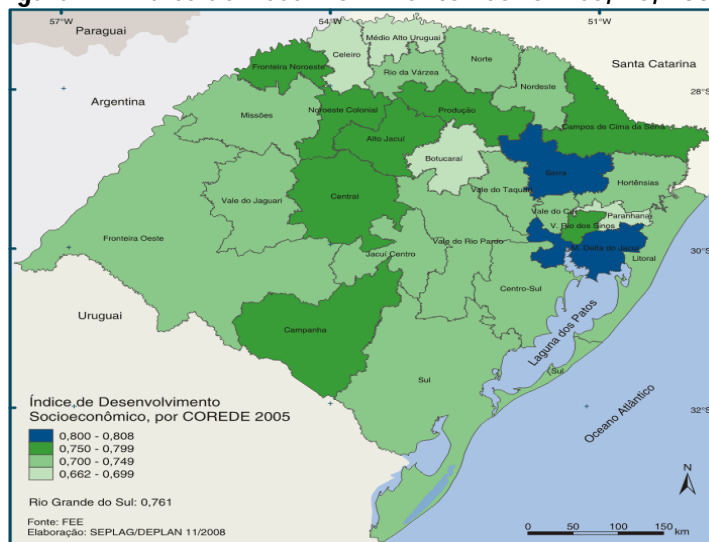 57°W
54°W
51°W
Paraguai
Celeiro
Médio Alto Uruguai
Fronteira Noroeste
Rio da Várzea
Norte
Santa Catarina
Nordeste
28°S
Argentina
Missões
Noroeste Colonial
Produção
Campos de Cima da Serra
Alto Jacuí
Botucaraí
Serra
Hortênsias
Vale do Jaguari
Central
Vale do Taquari
Vale do Caí
Paranhana
V. Rio dos Sinos
Fronteira Oeste
Vale do Rio Pardo
M. Delta do Jacuí
30°S
Jacuí Centro
Litoral
Centro-Sul
Uruguai
Campanha
Laguna dos Patos
Sul
Sul
Oceano Atlântico
Índice de Desenvolvimento
Socioeconômico, por COREDE 2005
0,800 - 0,808
0,750 - 0,799
0,700 - 0,749
0,662 - 0,699
32°S
Rio Grande do Sul: 0,761
N
Fonte: FEE
Elaboração: SEPLAG/DEPLAN 11/2008
0 50 100 150 km